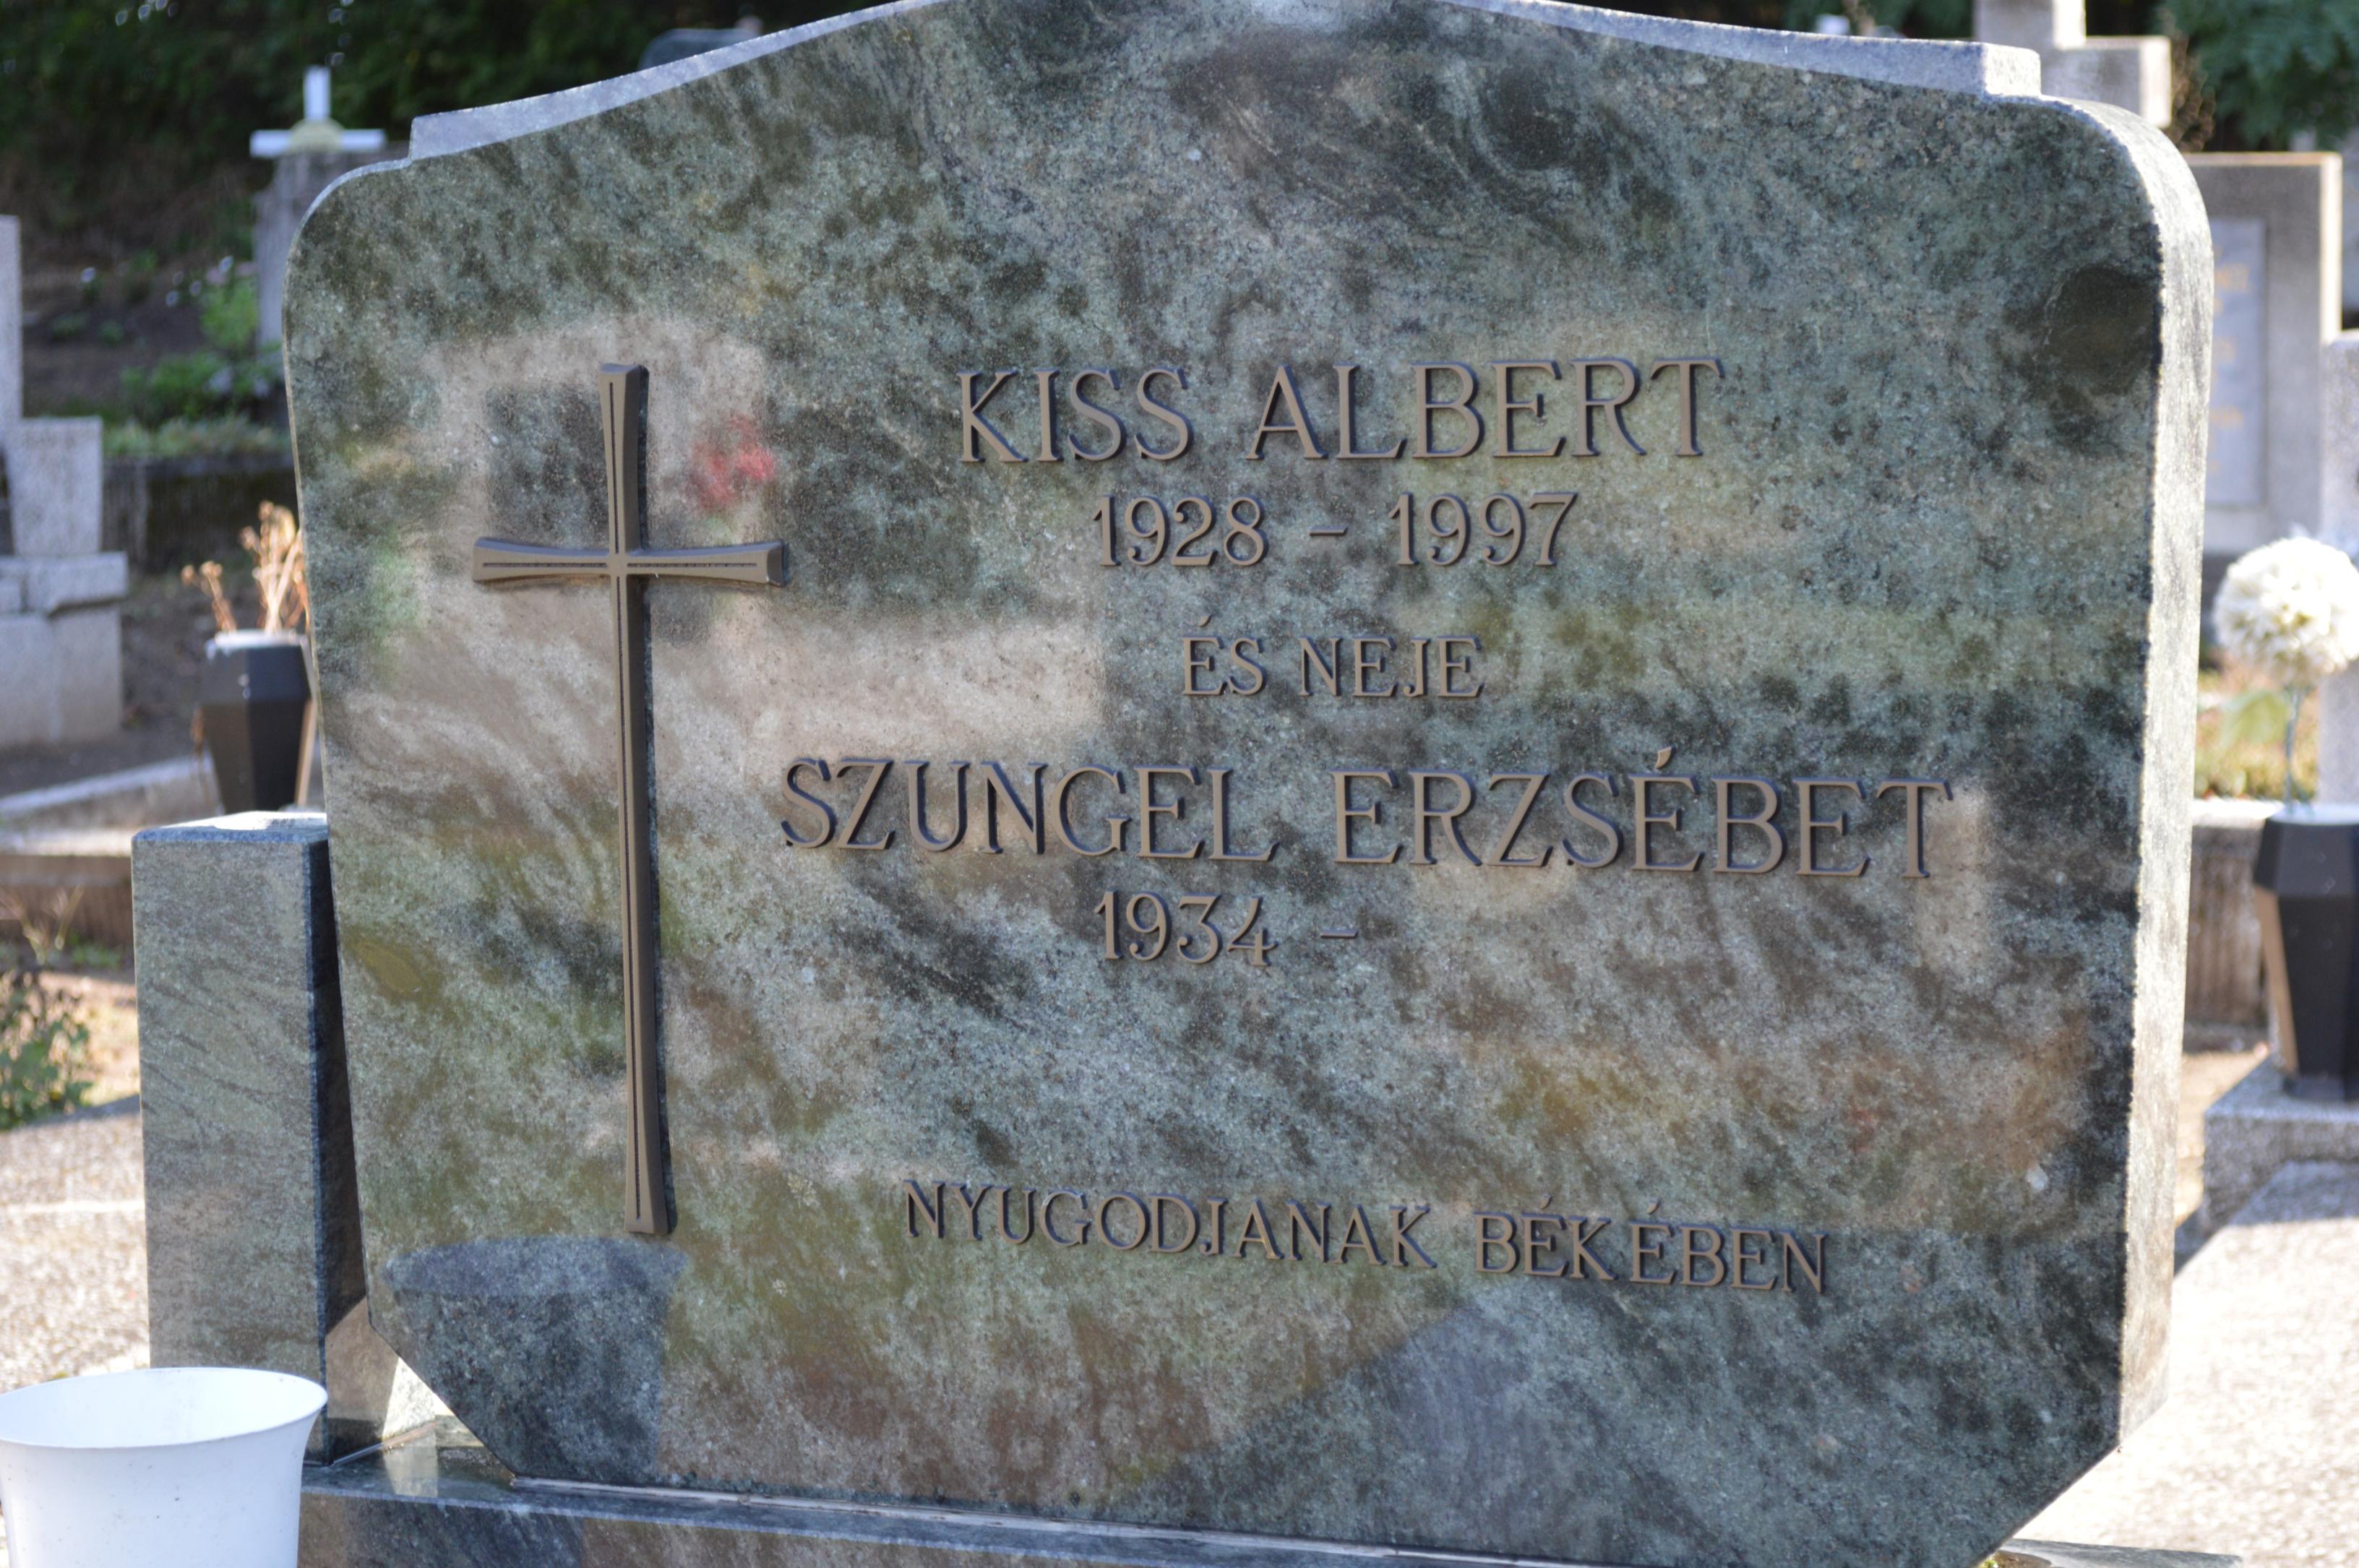 KISS ALBERT
1928 - 1997
ÉS NEJE
SZUNGEL ERZSÉBET
1934 -
NYUGODJANAK BÉKÉBEN